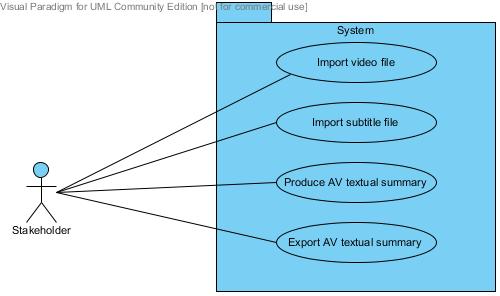 Visual Paradigm for UML Community Edition [not for commercial use]
System
Import video file
Import subtitle file
Produce AV textual summary
Export AV textual summary
Stakeholder